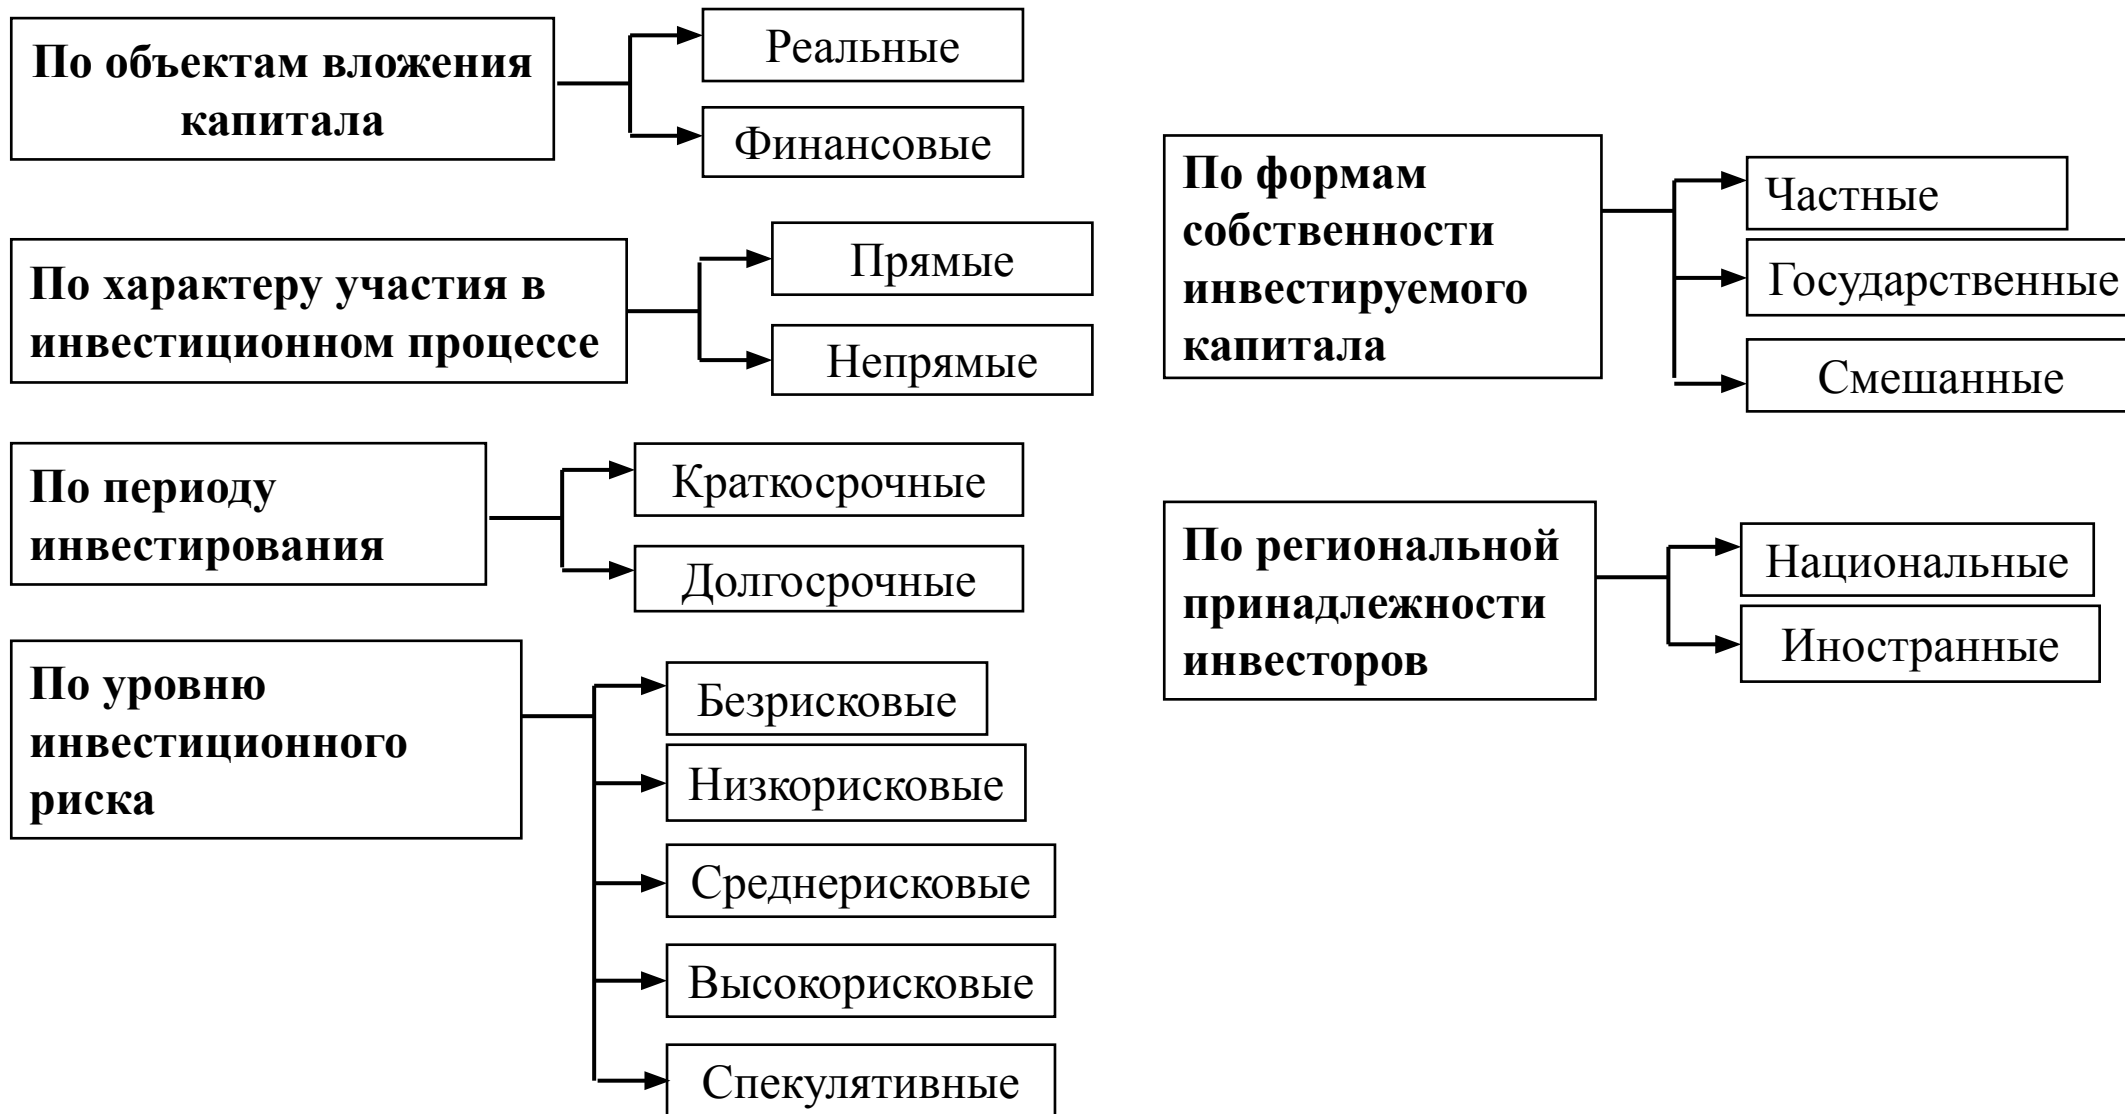 По объектам вложения
капитала
Реальные
Финансовые
По характеру участия в
инвестиционном процессе
Прямые
Непрямые
По периоду
инвестирования
Краткосрочные
Долгосрочные
По уровню
инвестиционного
риска
Безрисковые
Низкорисковые
Среднерисковые
Высокорисковые
Спекулятивные
По формам
собственности
инвестируемого
капитала
Частные
Государственные
Смешанные
По региональной
принадлежности
инвесторов
Национальные
Иностранные